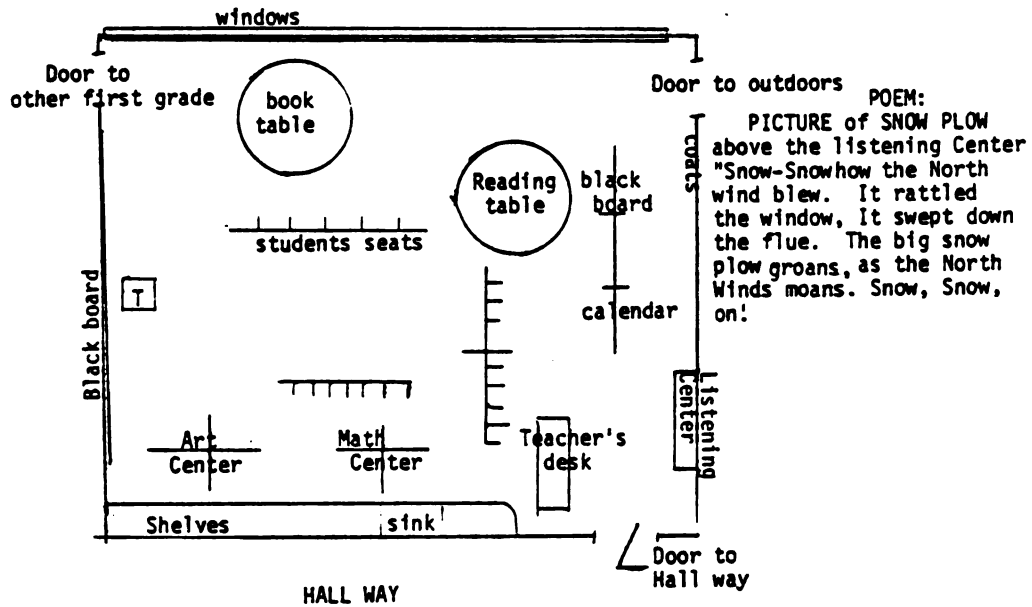 windows
Door to
other first grade
book
table
Door to outdoors
POEM:
PICTURE of SNOW PLOW
above the listening Center
"Snow-Snowhow the North
wind blew. It rattled
the window, It swept down
the flue. The big snow
plow groans, as the North
Winds moans. Snow, Snow,
on!
coats
Reading
table
black
board
students seats
calendar
Black board
T
Listening
Center
Art
Center
Math
Center
Teacher's
desk
Shelves
sink
Door to
Hall way
HALL WAY